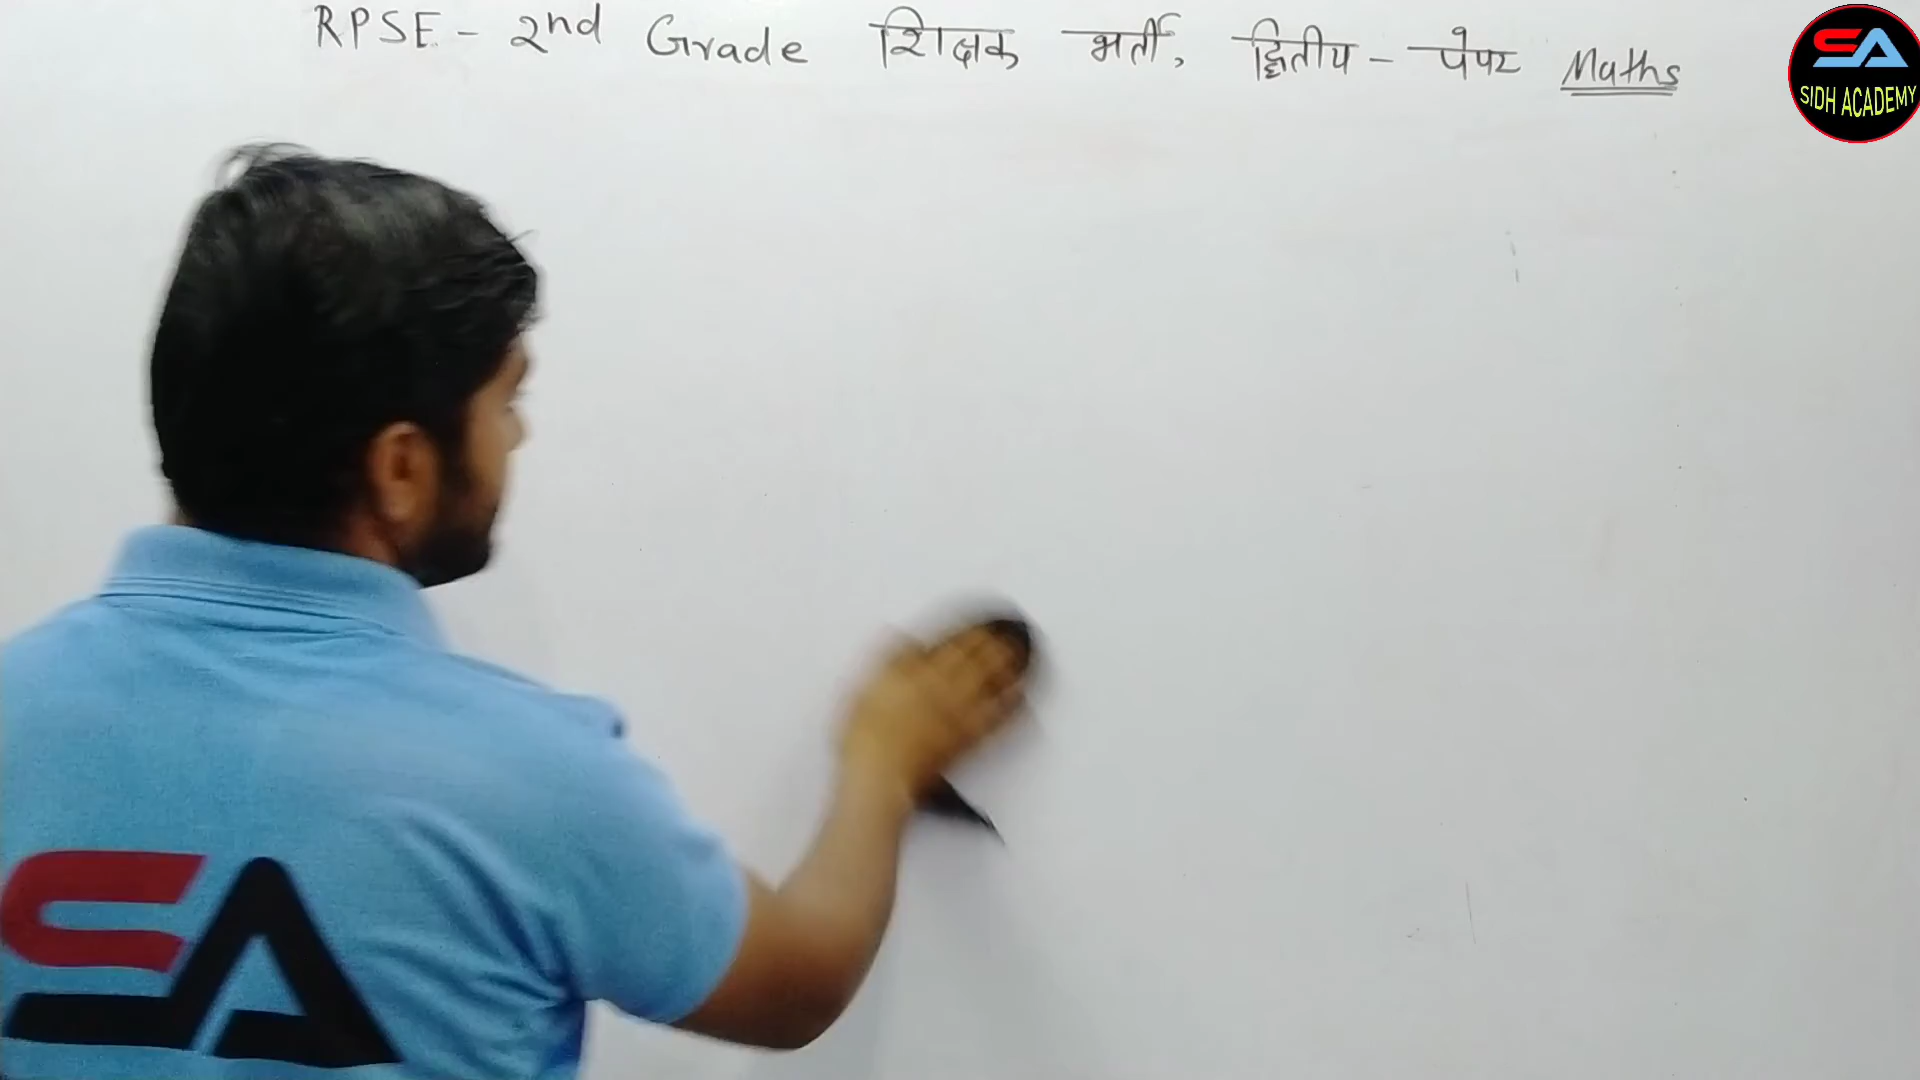 RPSE - 2nd Grade शिक्षक भर्ती, द्वितीय - पेपर Maths
SA
SIDH ACADEMY
SA